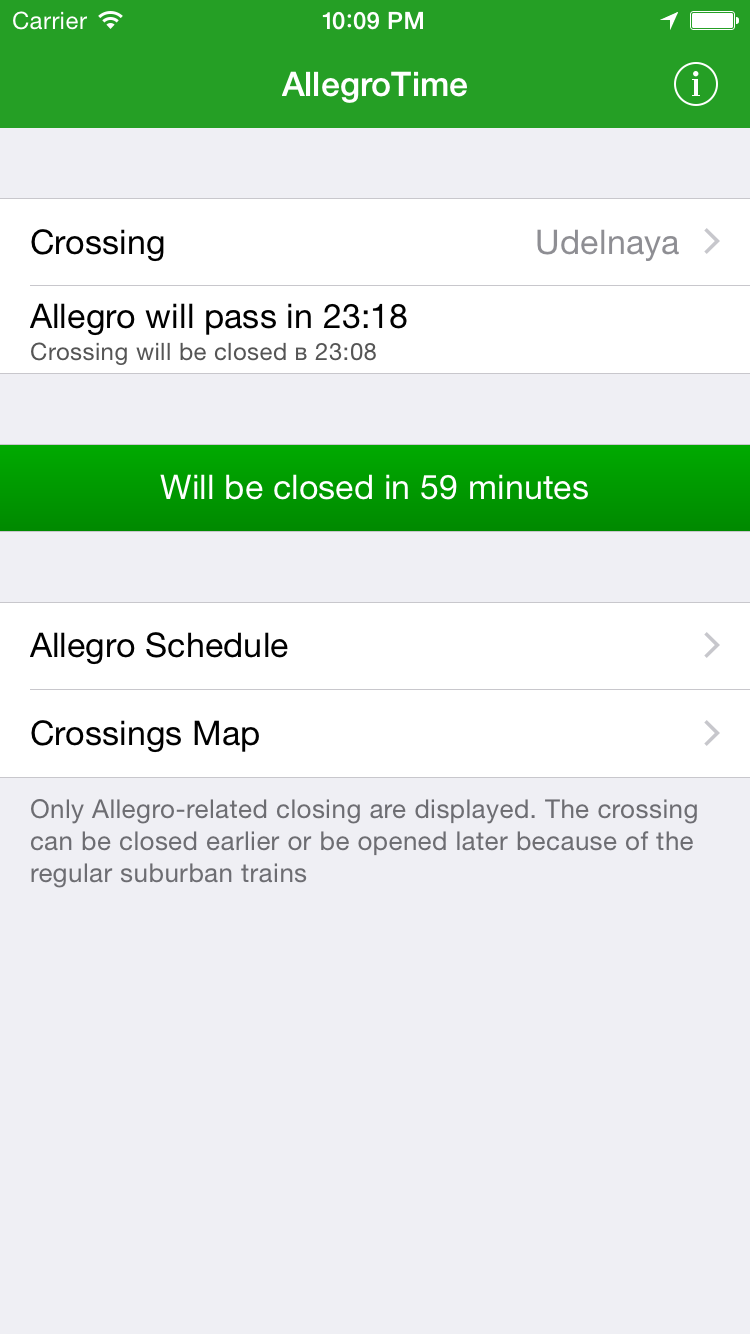 Carrier 10:09 PM
AllegroTime
Crossing Udelnaya
Allegro will pass in 23:18
Crossing will be closed в 23:08
Will be closed in 59 minutes
Allegro Schedule
Crossings Map
Only Allegro-related closing are displayed. The crossing
can be closed earlier or be opened later because of the
regular suburban trains